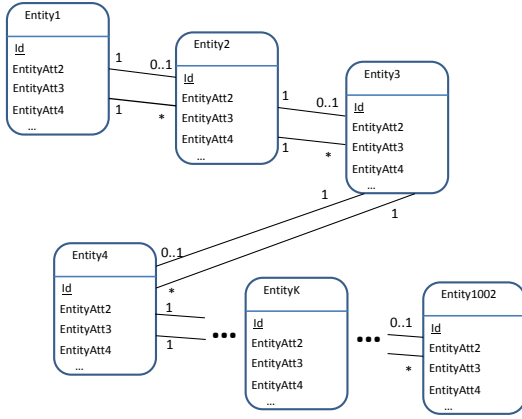 Entity1
Id
EntityAtt2
EntityAtt3
EntityAtt4
...
1
0..1
1
*
Entity2
Id
EntityAtt2
EntityAtt3
EntityAtt4
...
1
0..1
1
*
Entity3
Id
EntityAtt2
EntityAtt3
EntityAtt4
...
1
1
0..1
*
Entity4
Id
EntityAtt2
EntityAtt3
EntityAtt4
...
1
1
...
EntityK
Id
EntityAtt2
EntityAtt3
EntityAtt4
...
...
0..1
*
Entity1002
Id
EntityAtt2
EntityAtt3
EntityAtt4
...